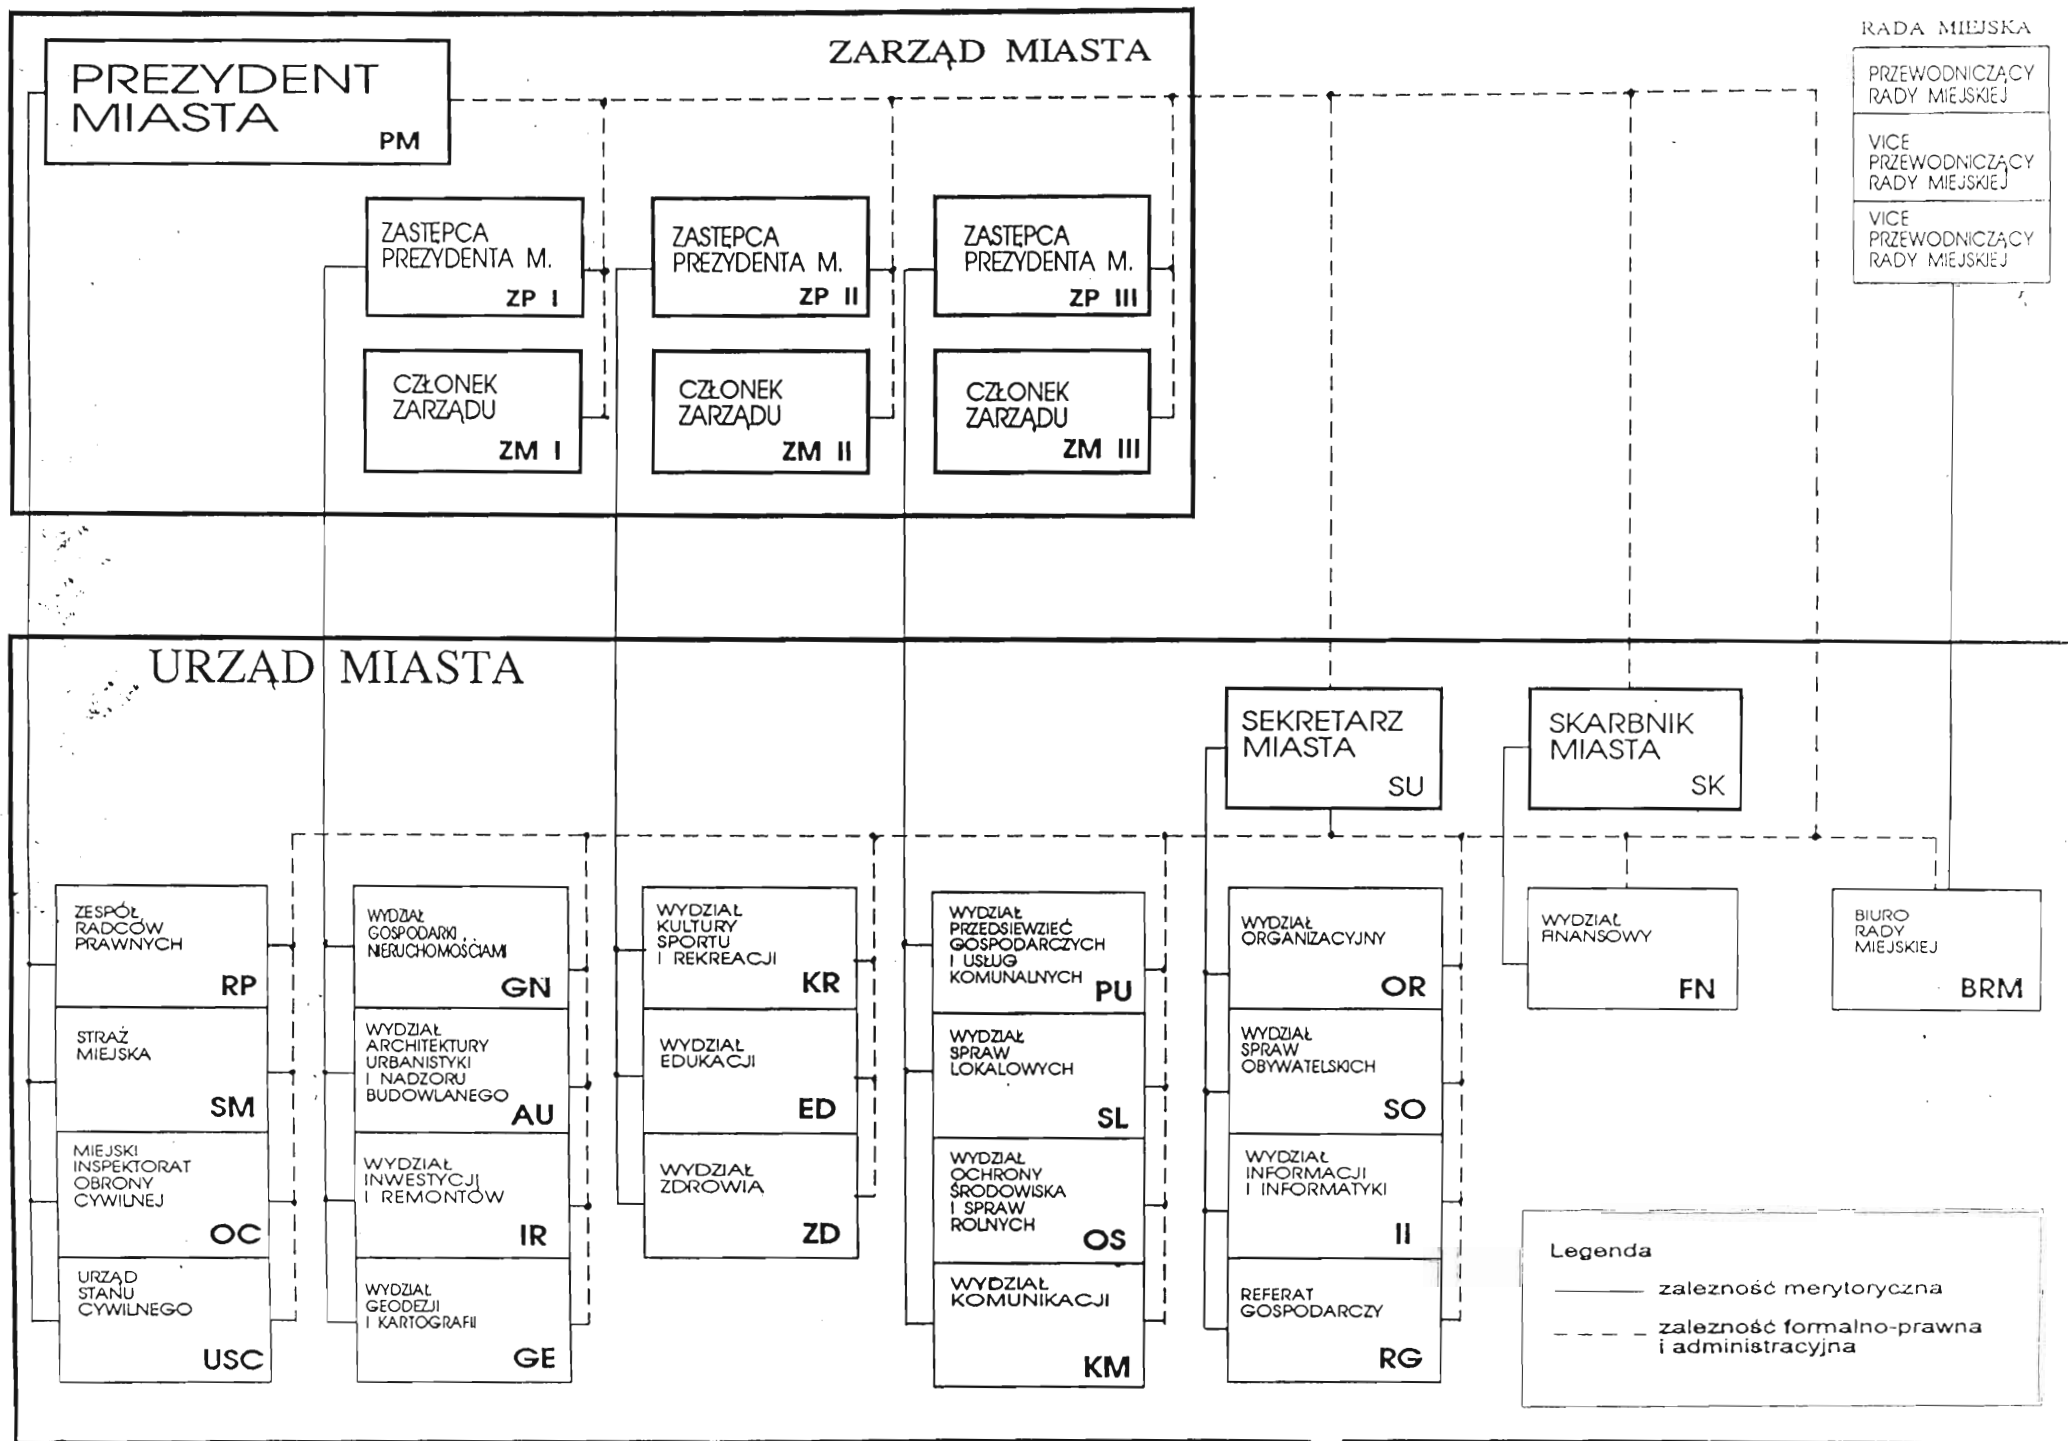 ZARZĄD MIASTA
PREZYDENT
MIASTA
PM
ZASTĘPCA
PREZYDENTA M.
ZP I
ZASTĘPCA
PREZYDENTA M.
ZP II
ZASTĘPCA
PREZYDENTA M.
ZP III
CZŁONEK
ZARZĄDU
ZM I
CZŁONEK
ZARZĄDU
ZM II
CZŁONEK
ZARZĄDU
ZM III
RADA MIEJSKA
PRZEWODNICZĄCY
RADY MIEJSKIEJ
VICE
PRZEWODNICZĄCY
RADY MIEJSKIEJ
VICE
PRZEWODNICZĄCY
RADY MIEJSKIEJ
URZĄD MIASTA
SEKRETARZ
MIASTA
SU
SKARBNIK
MIASTA
SK
ZESPÓŁ
RADCÓW
PRAWNYCH
RP
STRAŻ
MIEJSKA
SM
MIEJSKI
INSPEKTORAT
OBRONY
CYWILNEJ
OC
URZĄD
STANU
CYWILNEGO
USC
WYDZIAŁ
GOSPODARKI
NIERUCHOMOŚCIAMI
GN
WYDZIAŁ
ARCHITEKTURY
URBANISTYKI
I NADZORU
BUDOWLANEGO
AU
WYDZIAŁ
INWESTYCJI
I REMONTÓW
IR
WYDZIAŁ
GEODEZJI
I KARTOGRAFII
GE
WYDZIAŁ
KULTURY
SPORTU
I REKREACJI
KR
WYDZIAŁ
EDUKACJI
ED
WYDZIAŁ
ZDROWIA
ZD
WYDZIAŁ
PRZEDSIEWZIEĆ
GOSPODARCZYCH
I USŁUG
KOMUNALNYCH
PU
WYDZIAŁ
SPRAW
LOKALOWYCH
SL
WYDZIAŁ
OCHRONY
ŚRODOWISKA
I SPRAW
ROLNYCH
OS
WYDZIAŁ
KOMUNIKACJI
KM
WYDZIAŁ
ORGANIZACYJNY
OR
WYDZIAŁ
SPRAW
OBYWATELSKICH
SO
WYDZIAŁ
INFORMACJI
I INFORMATYKI
II
REFERAT
GOSPODARCZY
RG
WYDZIAŁ
FINANSOWY
FN
BIURO
RADY
MIEJSKIEJ
BRM
Legenda
zalezność merytoryczna
zalezność formalno-prawna
i administracyjna